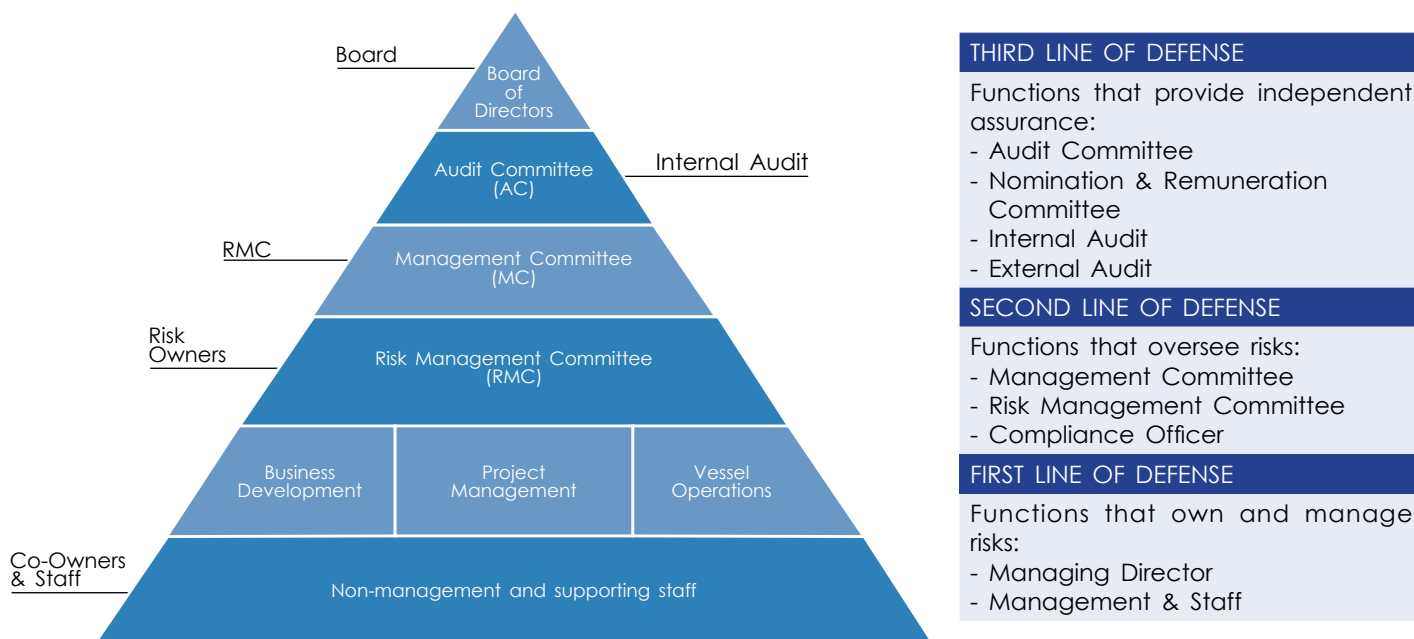 Board
Board
of
Directors
Audit Committee
(AC)
Internal Audit
RMC
Management Committee
(MC)
Risk
Owners
Risk Management Committee
(RMC)
Business
Development
Project
Management
Vessel
Operations
Co-Owners
& Staff
Non-management and supporting staff
THIRD LINE OF DEFENSE
Functions that provide independent
assurance:
- Audit Committee
- Nomination & Remuneration
Committee
- Internal Audit
- External Audit
SECOND LINE OF DEFENSE
Functions that oversee risks:
- Management Committee
- Risk Management Committee
- Compliance Officer
FIRST LINE OF DEFENSE
Functions that own and manage
risks:
- Managing Director
- Management & Staff